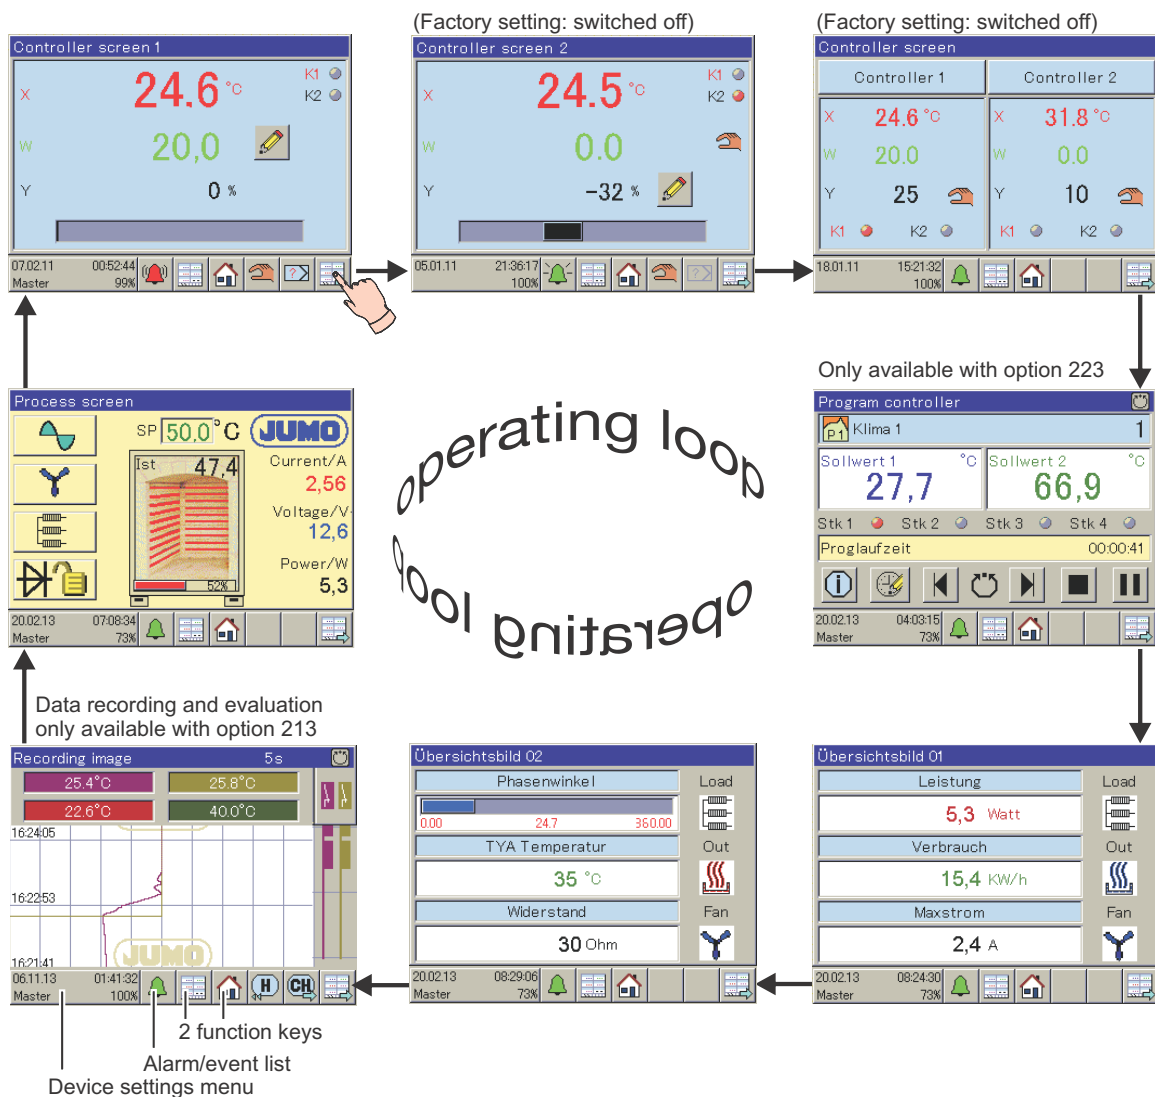 (Factory setting: switched off)
(Factory setting: switched off)
Controller screen 1
X
24.6 °C
K1
K2
W
20,0
Y
0 %
07.02.11 00:52:44
Master 99%
Controller screen 2
X
24.5 °C
K1
K2
W
0.0
Y
-32 %
05.01.11 21:36:17
100%
Controller screen
Controller 1
Controller 2
X 24.6 °C
W 20.0
Y 25
K1 K2
X 31.8 °C
W 0.0
Y 10
K1 K2
18.01.11 15:21:32
100%
Process screen
SP 50.0 °C
JUMO
Ist 47,4
52%
Current/A
2,56
Voltage/V
12,6
Power/W
5,3
20.02.13 07:08:34
Master 73%
operating loop
operating loop
Only available with option 223
Program controller
P1 Klima 1 1
Sollwert 1 °C
27,7
Sollwert 2 °C
66,9
Stk 1 Stk 2 Stk 3 Stk 4
Proglaufzeit 00:00:41
20.02.13 04:03:15
Master 73%
Data recording and evaluation
only available with option 213
Recording image 5s
25.4°C 25.8°C
22.6°C 40.0°C
16:24:05
16:22:53
16:21:41
JUMO
06.11.13 01:41:32
Master 100%
H
CH
2 function keys
Alarm/event list
Device settings menu
Übersichtsbild 02
Phasenwinkel
0.00 24.7 360.00
TYA Temperatur
35 °C
Widerstand
30 Ohm
Load
Out
Fan
20.02.13 08:29:06
Master 73%
Übersichtsbild 01
Leistung
5,3 Watt
Verbrauch
15,4 KW/h
Maxstrom
2,4 A
Load
Out
Fan
20.02.13 08:24:30
Master 73%